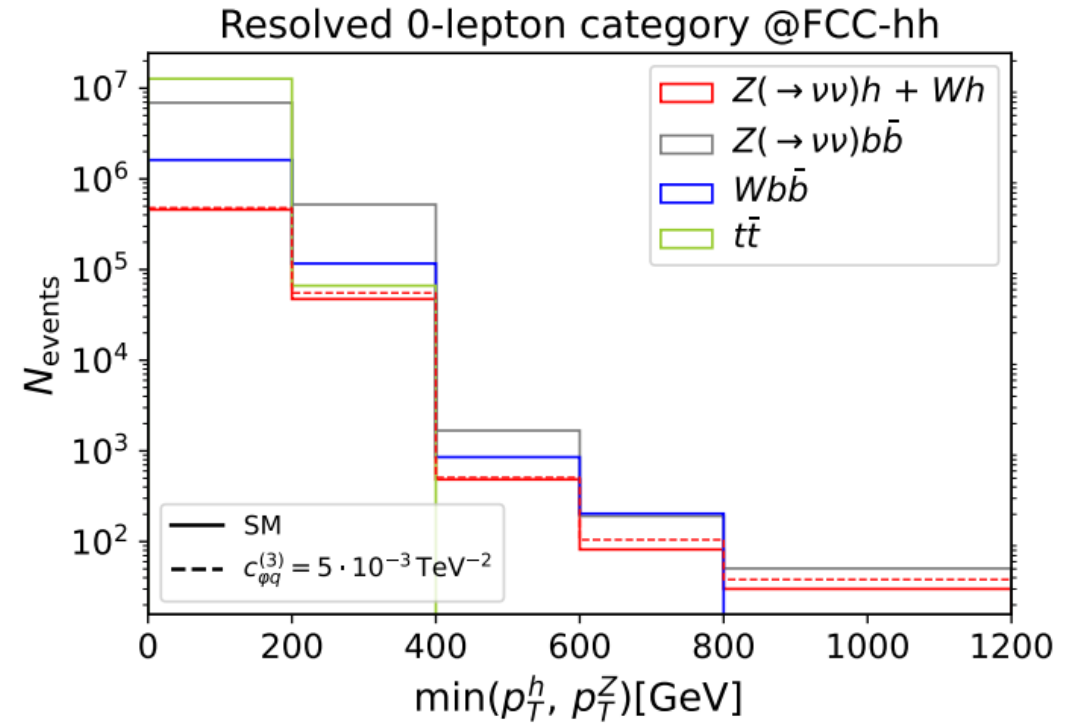 Resolved 0-lepton category @FCC-hh
N_events
10^7
10^6
10^5
10^4
10^3
10^2
Z(→νν)h + Wh
Z(→νν)bb̄
Wbb̄
tt̄
SM
c_{φq}^{(3)} = 5·10^{−3} TeV^{−2}
0 200 400 600 800 1000 1200
min(p_T^h, p_T^Z)[GeV]